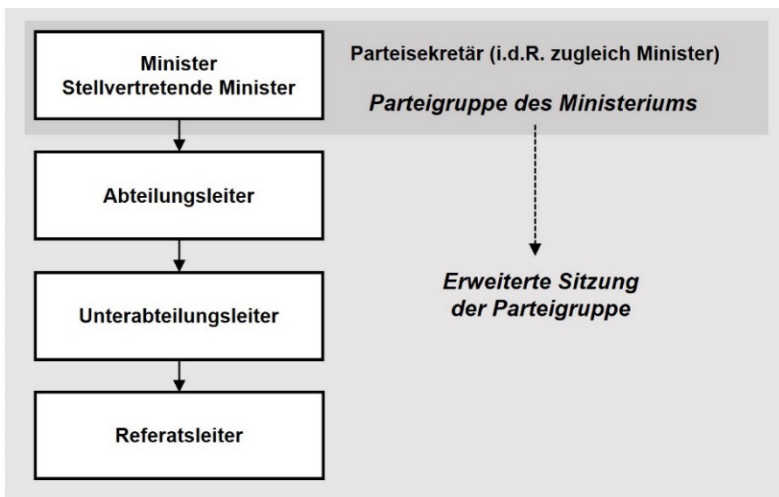 Minister
Stellvertretende Minister
Parteisekretär (i.d.R. zugleich Minister)
Parteigruppe des Ministeriums
Abteilungsleiter
Unterabteilungsleiter
Erweiterte Sitzung
der Parteigruppe
Referatsleiter